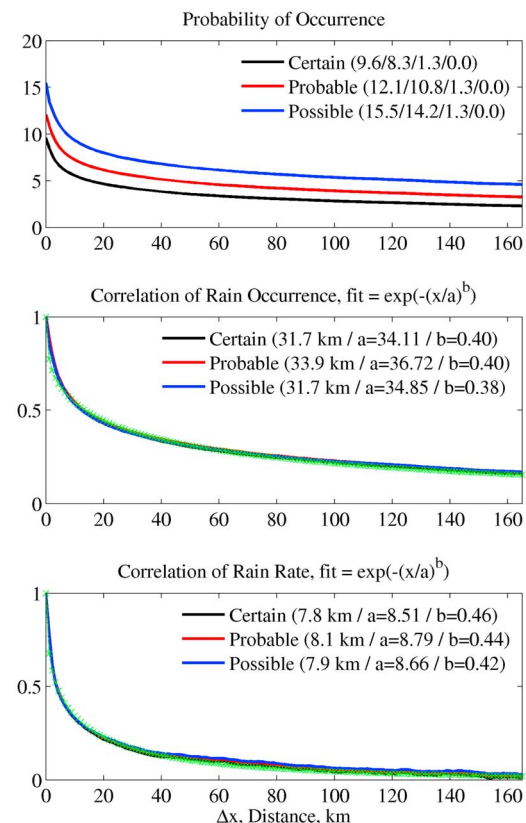 Probability of Occurrence
20
15
10
5
0
Certain (9.6/8.3/1.3/0.0)
Probable (12.1/10.8/1.3/0.0)
Possible (15.5/14.2/1.3/0.0)
0 20 40 60 80 100 120 140 160
Correlation of Rain Occurrence, fit = exp(-(x/a)^b)
1
0.5
0
Certain (31.7 km / a=34.11 / b=0.40)
Probable (33.9 km / a=36.72 / b=0.40)
Possible (31.7 km / a=34.85 / b=0.38)
0 20 40 60 80 100 120 140 160
Correlation of Rain Rate, fit = exp(-(x/a)^b)
1
0.5
0
Certain (7.8 km / a=8.51 / b=0.46)
Probable (8.1 km / a=8.79 / b=0.44)
Possible (7.9 km / a=8.66 / b=0.42)
0 20 40 60 80 100 120 140 160
Δx, Distance, km